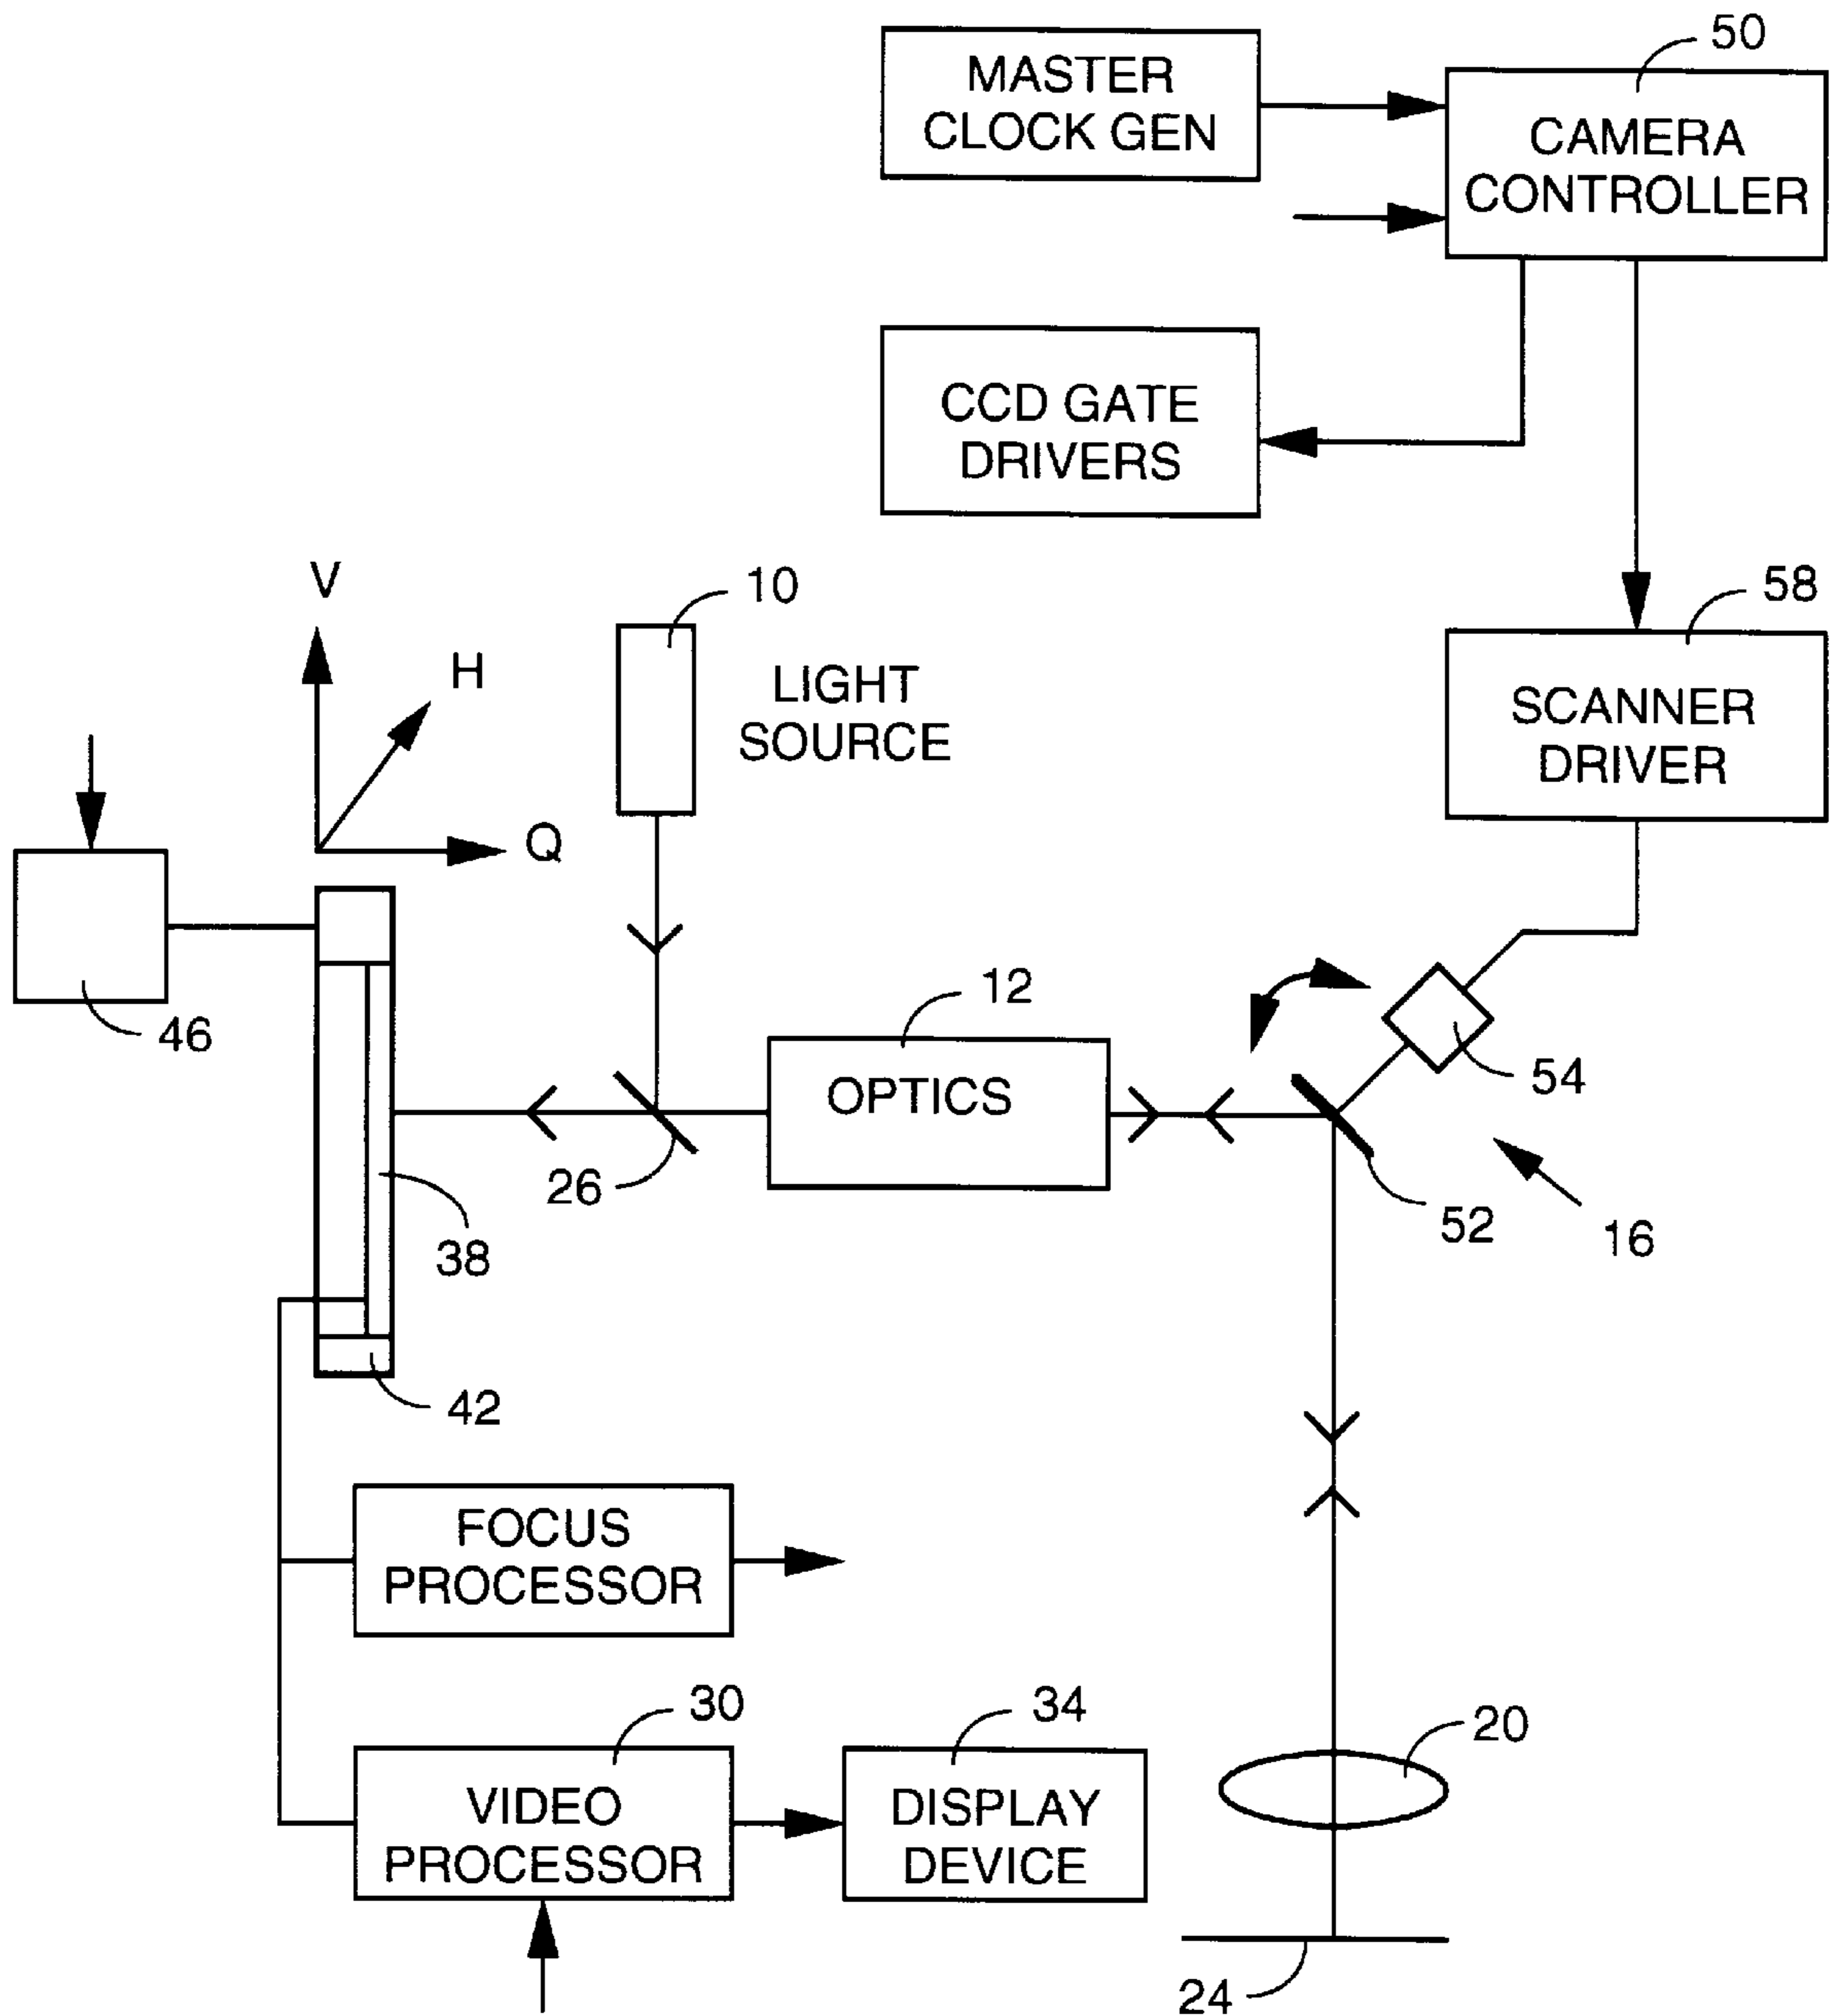 50
MASTER
CLOCK GEN
CAMERA
CONTROLLER
CCD GATE
DRIVERS
V
10
58
H
LIGHT
SOURCE
SCANNER
DRIVER
Q
12
46
OPTICS
54
26
52
16
38
42
FOCUS
PROCESSOR
30
34
20
VIDEO
PROCESSOR
DISPLAY
DEVICE
24